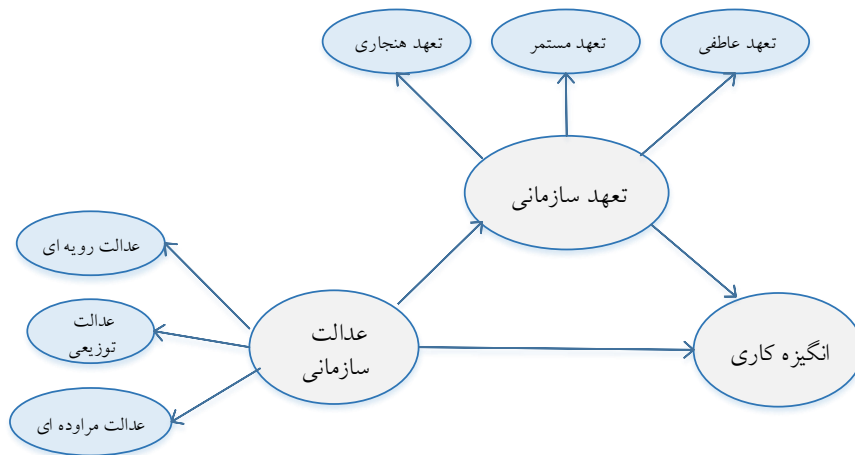 تعهد عاطفی
تعهد مستمر
تعهد هنجاری
تعهد سازمانی
عدالت رویه ای
عدالت
توزیعی
عدالت
سازمانی
انگیزه کاری
عدالت مراوده ای